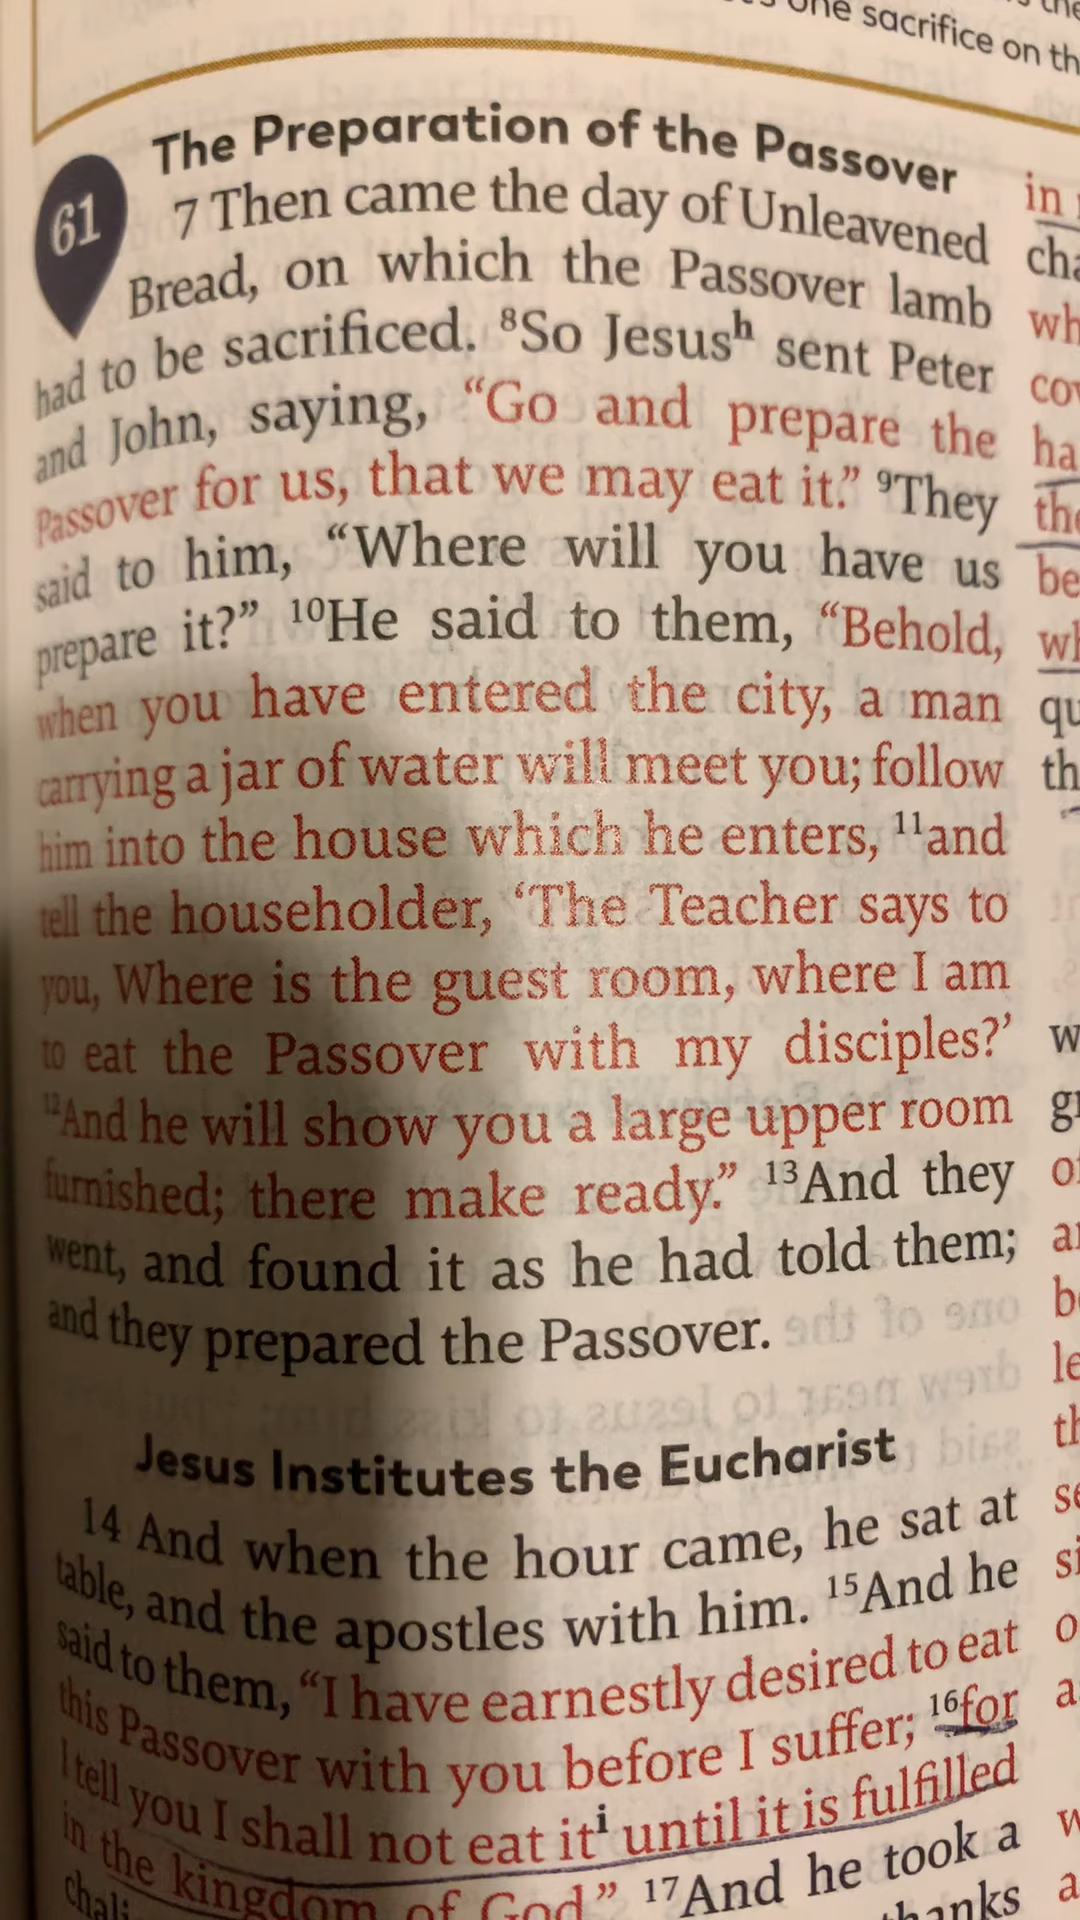 one sacrifice on th
The Preparation of the Passover
61
7 Then came the day of Unleavened
Bread, on which the Passover lamb
had to be sacrificed. ⁸So Jesusʰ sent Peter
and John, saying, “Go and prepare the
Passover for us, that we may eat it.” ⁹They
said to him, “Where will you have us
prepare it?” ¹⁰He said to them, “Behold,
when you have entered the city, a man
carrying a jar of water will meet you; follow
him into the house which he enters, ¹¹and
tell the householder, ‘The Teacher says to
you, Where is the guest room, where I am
to eat the Passover with my disciples?’
¹²And he will show you a large upper room
furnished; there make ready.” ¹³And they
went, and found it as he had told them;
and they prepared the Passover.
Jesus Institutes the Eucharist
14 And when the hour came, he sat at
table, and the apostles with him. ¹⁵And he
said to them, “I have earnestly desired to eat
this Passover with you before I suffer; ¹⁶for
I tell you I shall not eat itⁱ until it is fulfilled
in the kingdom of God.” ¹⁷And he took a
thanks
in